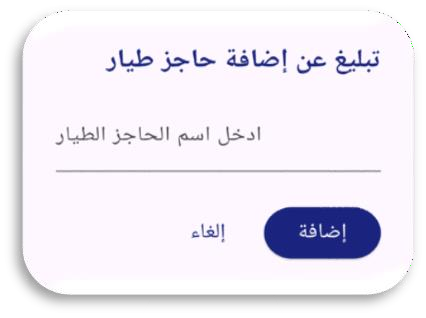 تبليغ عن إضافة حاجز طيار
ادخل اسم الحاجز الطيار
إضافة
إلغاء